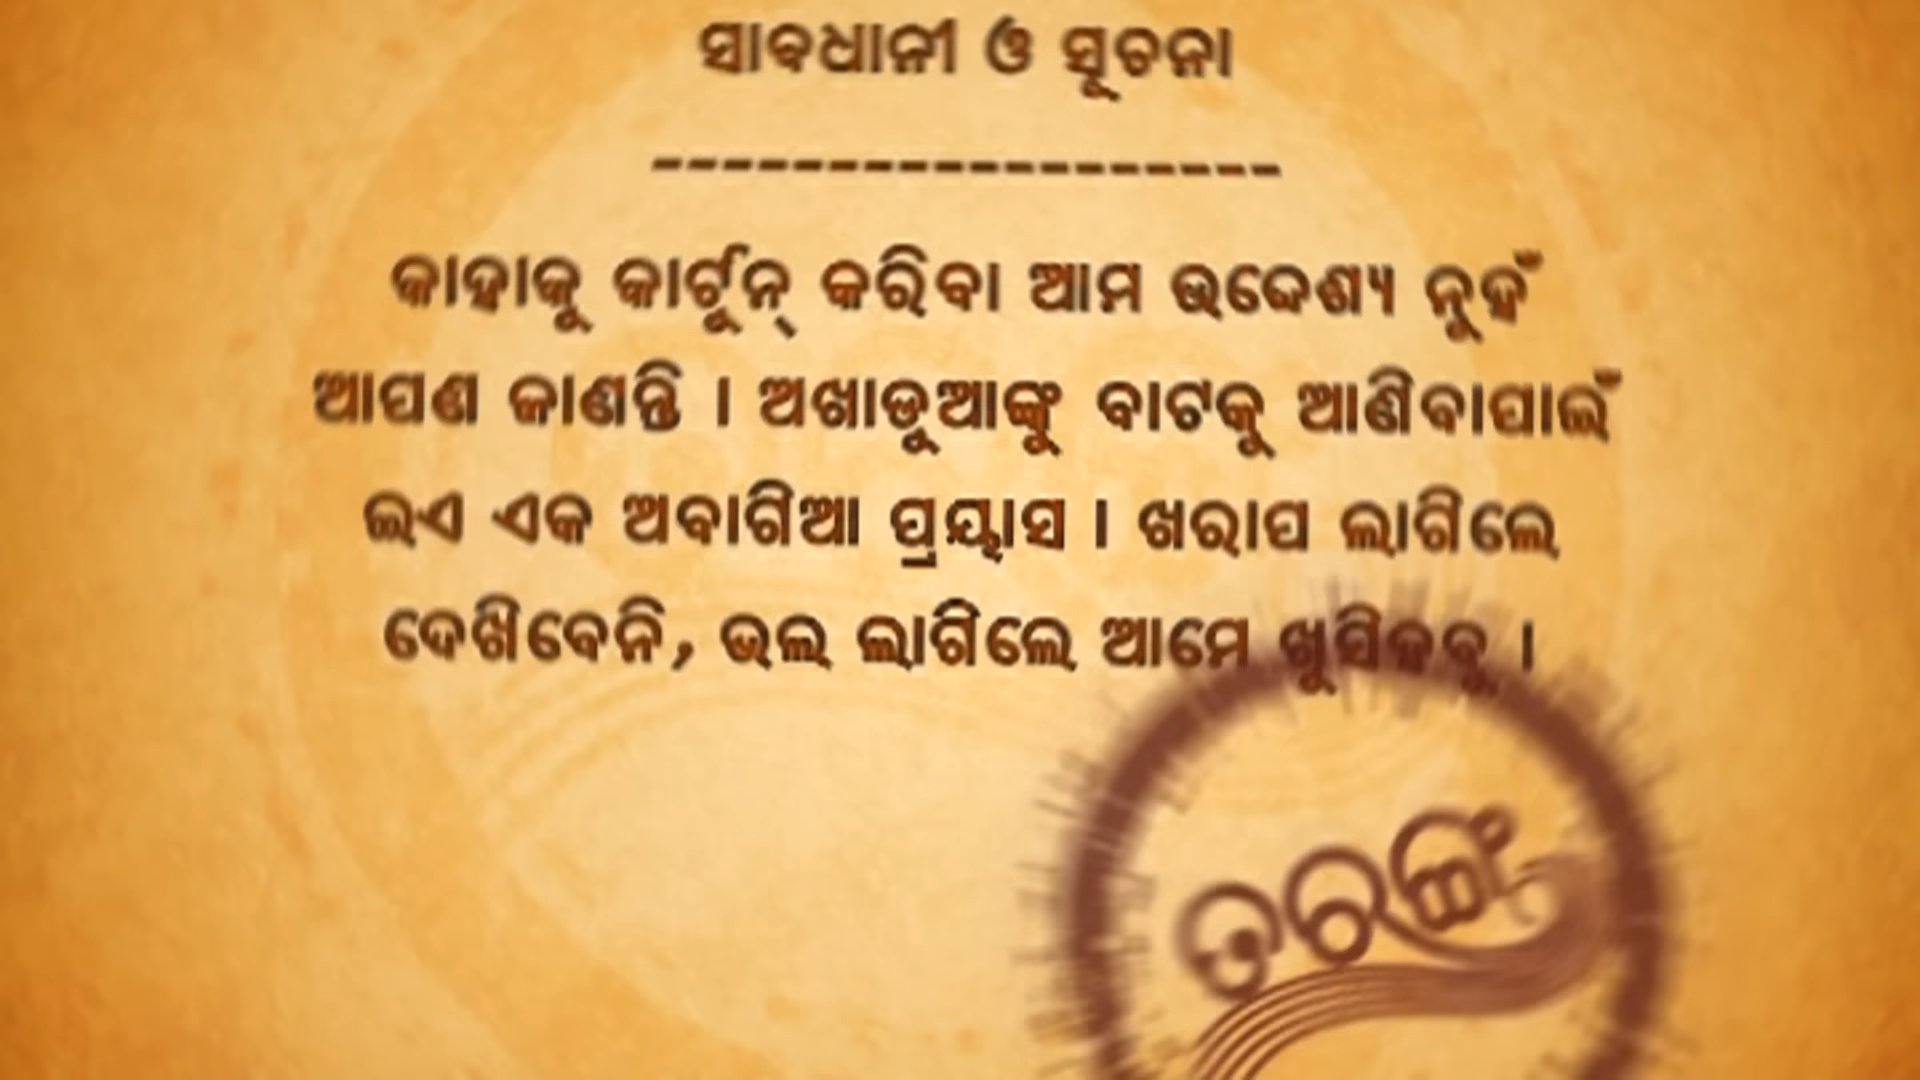 ସାବଧାନୀ ଓ ସୂଚନା
------------------
କାହାକୁ କାର୍ଟୁନ୍ କରିବା ଆମ ଉଦ୍ଦେଶ୍ୟ ନୁହଁ
ଆପଣ ଜାଣନ୍ତି । ଅଖାଡୁଆଙ୍କୁ ବାଟକୁ ଆଣିବାପାଇଁ
ଇଏ ଏକ ଅବାଗିଆ ପ୍ରୟାସ । ଖରାପ ଲାଗିଲେ
ଦେଖିବେନି, ଭଲ ଲାଗିଲେ ଆମେ ଖୁସିହବୁ ।
ତରଙ୍ଗ